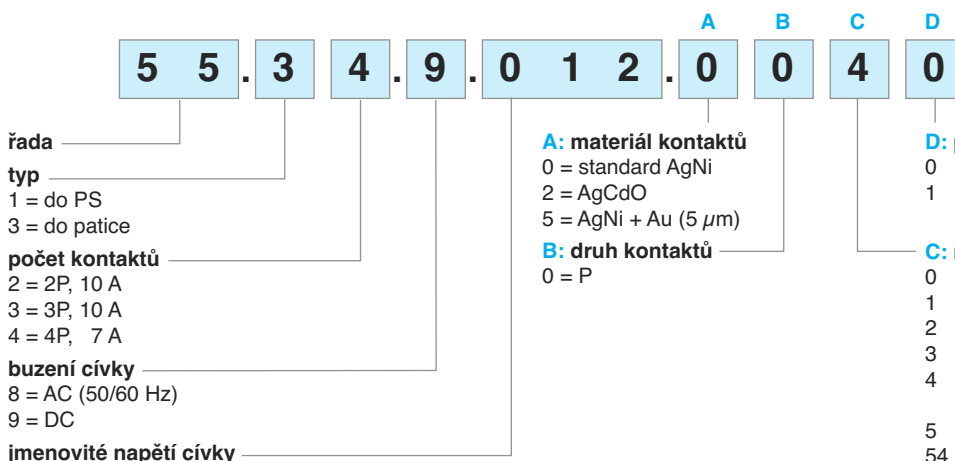 A B C D
5 5 . 3 4 . 9 . 0 1 2 . 0 0 4 0
řada
typ
1 = do PS
3 = do patice
počet kontaktů
2 = 2P, 10 A
3 = 3P, 10 A
4 = 4P, 7 A
buzení cívky
8 = AC (50/60 Hz)
9 = DC
jmenovité napětí cívky
A: materiál kontaktů
0 = standard AgNi
2 = AgCdO
5 = AgNi + Au (5 µm)
B: druh kontaktů
0 = P
D:
0
1
C:
0
1
2
3
4
5
54